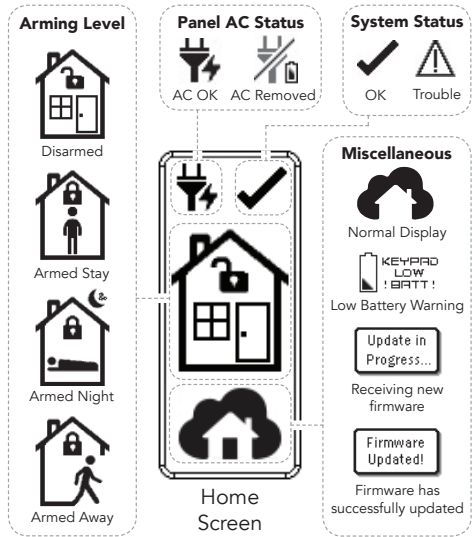 Arming Level
Disarmed
Armed Stay
Armed Night
Armed Away
Panel AC Status
AC OK
AC Removed
System Status
OK
Trouble
Home
Screen
Miscellaneous
Normal Display
KEYPAD
LOW
! BATT !
Low Battery Warning
Update in
Progress...
Receiving new
firmware
Firmware
Updated!
Firmware has
successfully updated